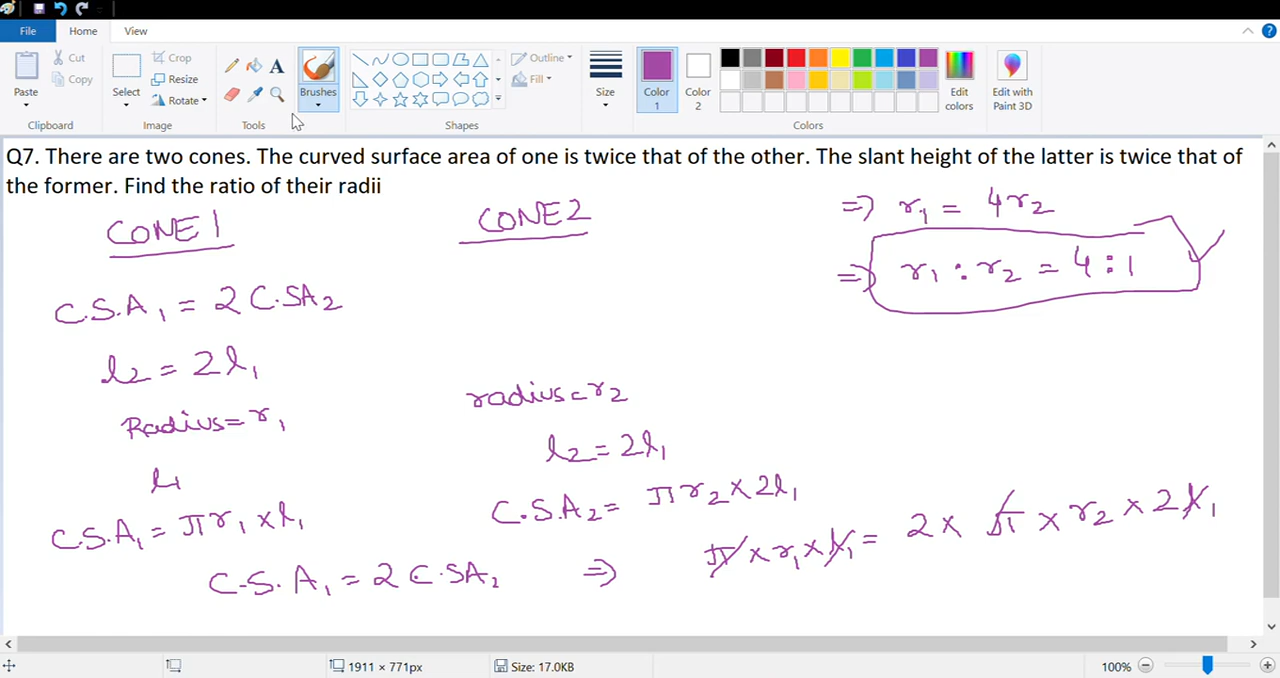 File
Home
View
Paste
Cut
Copy
Clipboard
Select
Crop
Resize
Rotate
Image
A
Tools
Brushes
Shapes
Outline
Fill
Size
Color 1
Color 2
Edit colors
Colors
Edit with Paint 3D
Q7. There are two cones. The curved surface area of one is twice that of the other. The slant height of the latter is twice that of
the former. Find the ratio of their radii
CONE 1
C.S.A₁ = 2 C.SA₂
l₂ = 2l₁
Radius = r₁
l₁
C.S.A₁ = πr₁ × l₁
CONE 2
radius = r₂
l₂ = 2l₁
C.S.A₂ = πr₂ × 2l₁
C.S.A₁ = 2 C.SA₂ ⇒ π × r₁ × l₁ = 2 × π × r₂ × 2l₁
⇒ r₁ = 4r₂
⇒ r₁ : r₂ = 4 : 1
1911 × 771px
Size: 17.0KB
100%